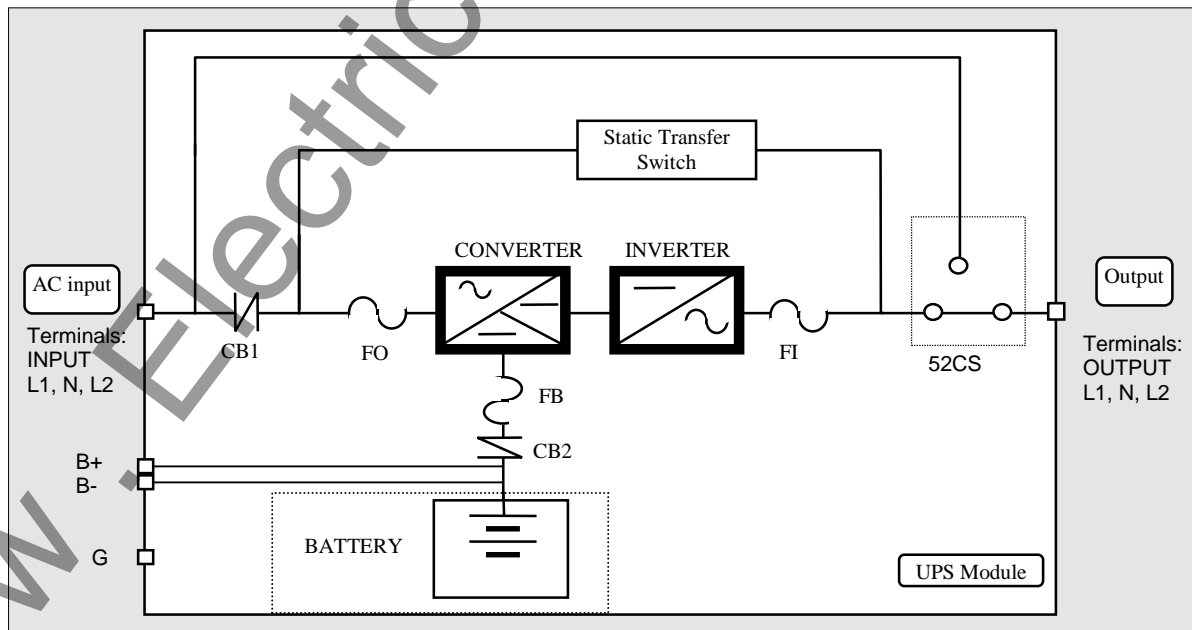 w. Electric
Static Transfer
Switch
CONVERTER
INVERTER
AC input
Output
Terminals:
INPUT
L1, N, L2
CB1
FO
FI
52CS
Terminals:
OUTPUT
L1, N, L2
FB
CB2
B+
B-
BATTERY
G
UPS Module